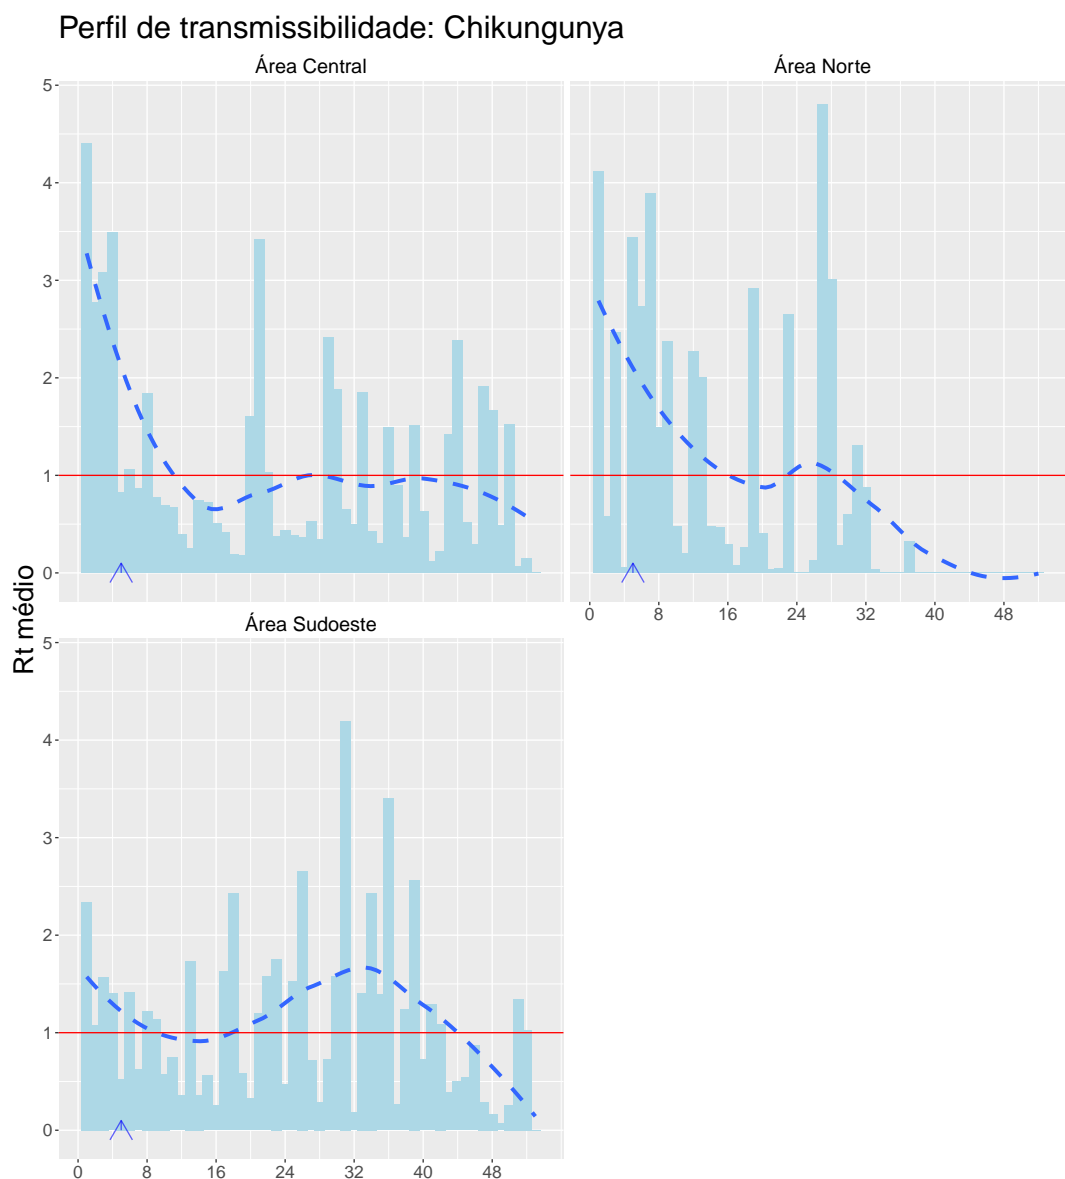 Perfil de transmissibilidade: Chikungunya
Área Central
Área Norte
5
4
3
2
1
0
0 8 16 24 32 40 48
Área Sudoeste
Rt médio
5
4
3
2
1
0
0 8 16 24 32 40 48